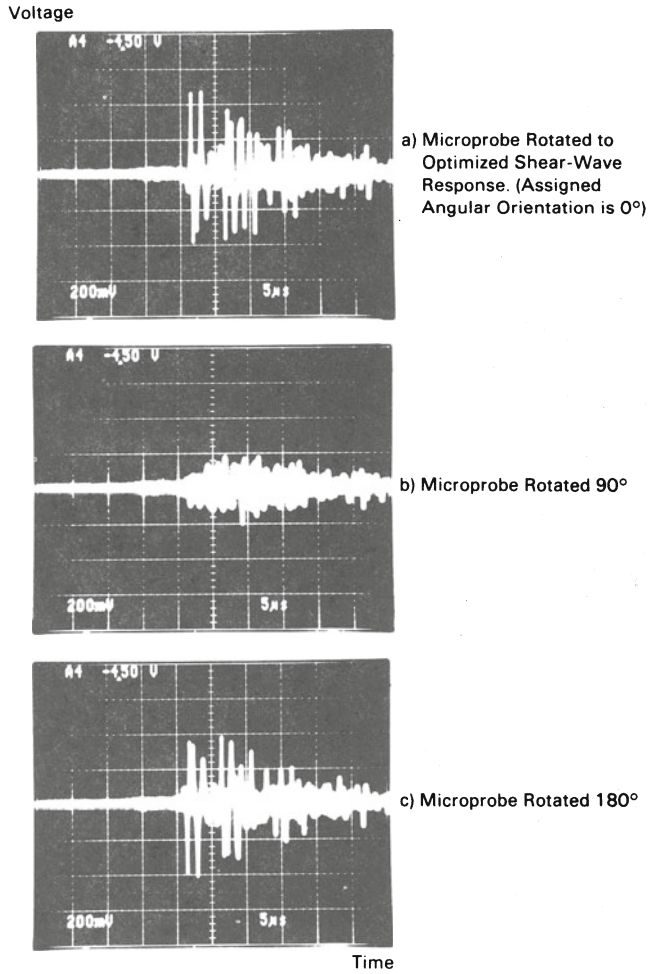 Voltage
A4 -4.50 V
200mV 5µs
a) Microprobe Rotated to
Optimized Shear-Wave
Response. (Assigned
Angular Orientation is 0°)
A4 -4.50 V
200mV 5µs
b) Microprobe Rotated 90°
A4 -4.50 V
200mV 5µs
c) Microprobe Rotated 180°
Time